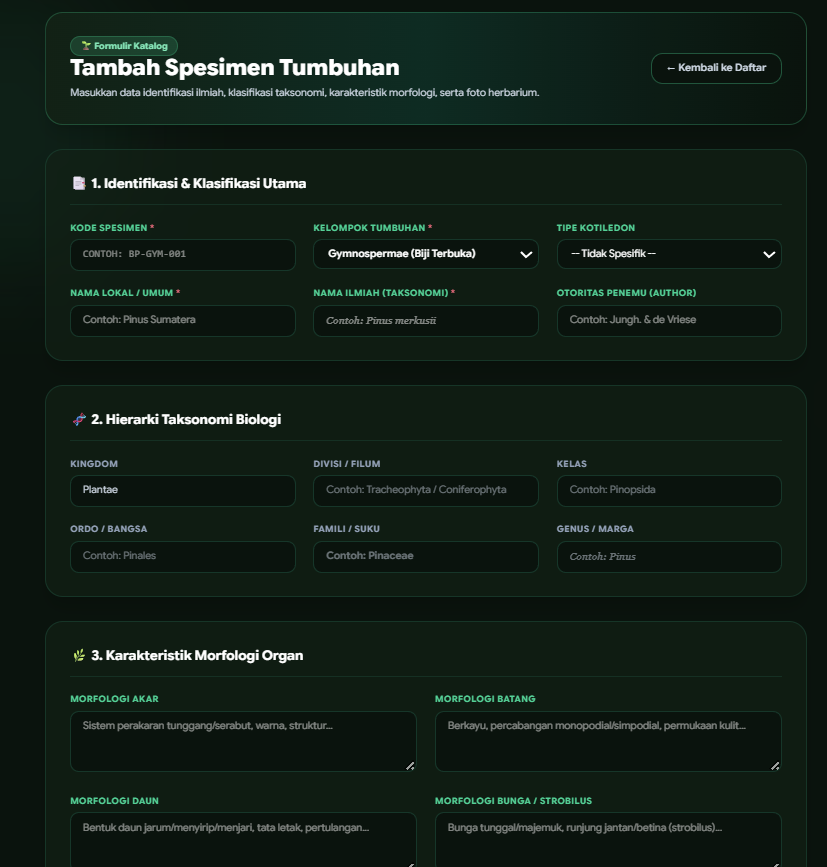 🌱 Formulir Katalog
Tambah Spesimen Tumbuhan
Masukkan data identifikasi ilmiah, klasifikasi taksonomi, karakteristik morfologi, serta foto herbarium.
← Kembali ke Daftar
1. Identifikasi & Klasifikasi Utama
KODE SPESIMEN *
KELOMPOK TUMBUHAN *
TIPE KOTILEDON
CONTOH: BP-GYM-001
Gymnospermae (Biji Terbuka)
-- Tidak Spesifik --
NAMA LOKAL / UMUM *
NAMA ILMIAH (TAKSONOMI) *
OTORITAS PENEMU (AUTHOR)
Contoh: Pinus Sumatera
Contoh: Pinus merkusii
Contoh: Jungh. & de Vriese
2. Hierarki Taksonomi Biologi
KINGDOM
DIVISI / FILUM
KELAS
Plantae
Contoh: Tracheophyta / Coniferophyta
Contoh: Pinopsida
ORDO / BANGSA
FAMILI / SUKU
GENUS / MARGA
Contoh: Pinales
Contoh: Pinaceae
Contoh: Pinus
3. Karakteristik Morfologi Organ
MORFOLOGI AKAR
MORFOLOGI BATANG
Sistem perakaran tunggang/serabut, warna, struktur...
Berkayu, percabangan monopodial/simpodial, permukaan kulit...
MORFOLOGI DAUN
MORFOLOGI BUNGA / STROBILUS
Bentuk daun jarum/menyirip/menjari, tata letak, pertulangan...
Bunga tunggal/majemuk, runjung jantan/betina (strobilus)...